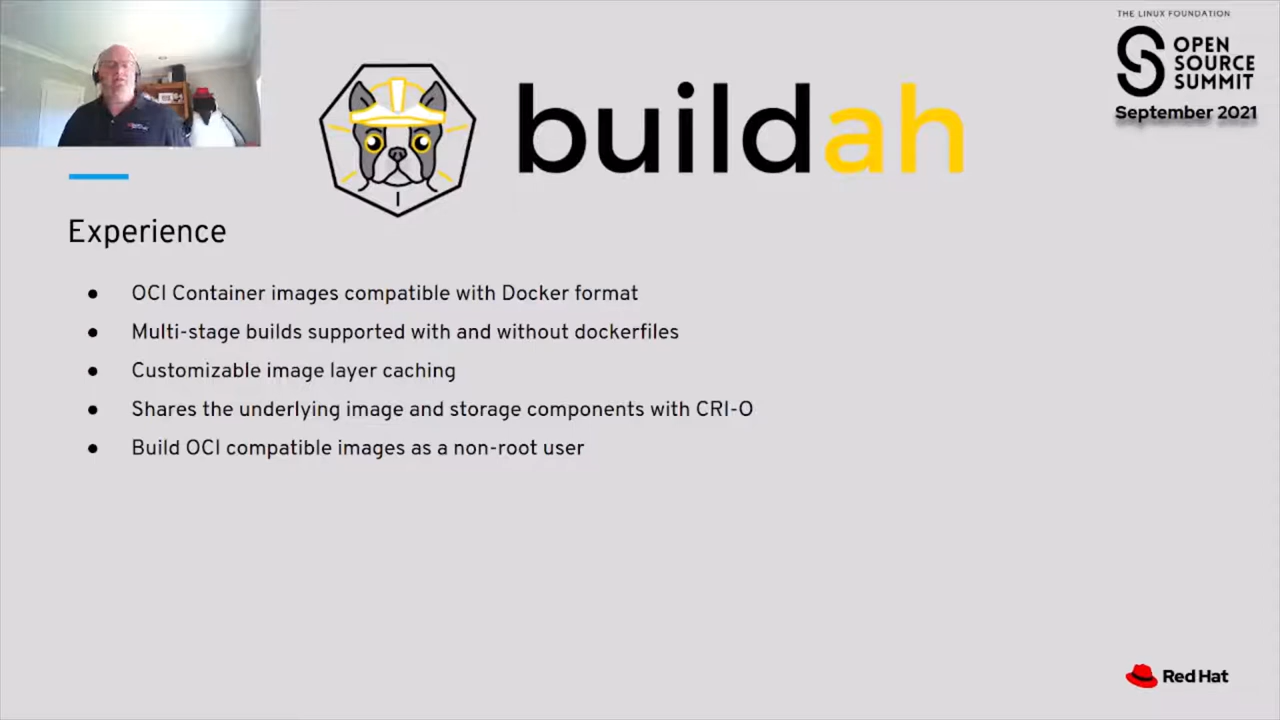 THE LINUX FOUNDATION
OPEN
SOURCE
SUMMIT
September 2021
buildah
Experience
● OCI Container images compatible with Docker format
● Multi-stage builds supported with and without dockerfiles
● Customizable image layer caching
● Shares the underlying image and storage components with CRI-O
● Build OCI compatible images as a non-root user
Red Hat